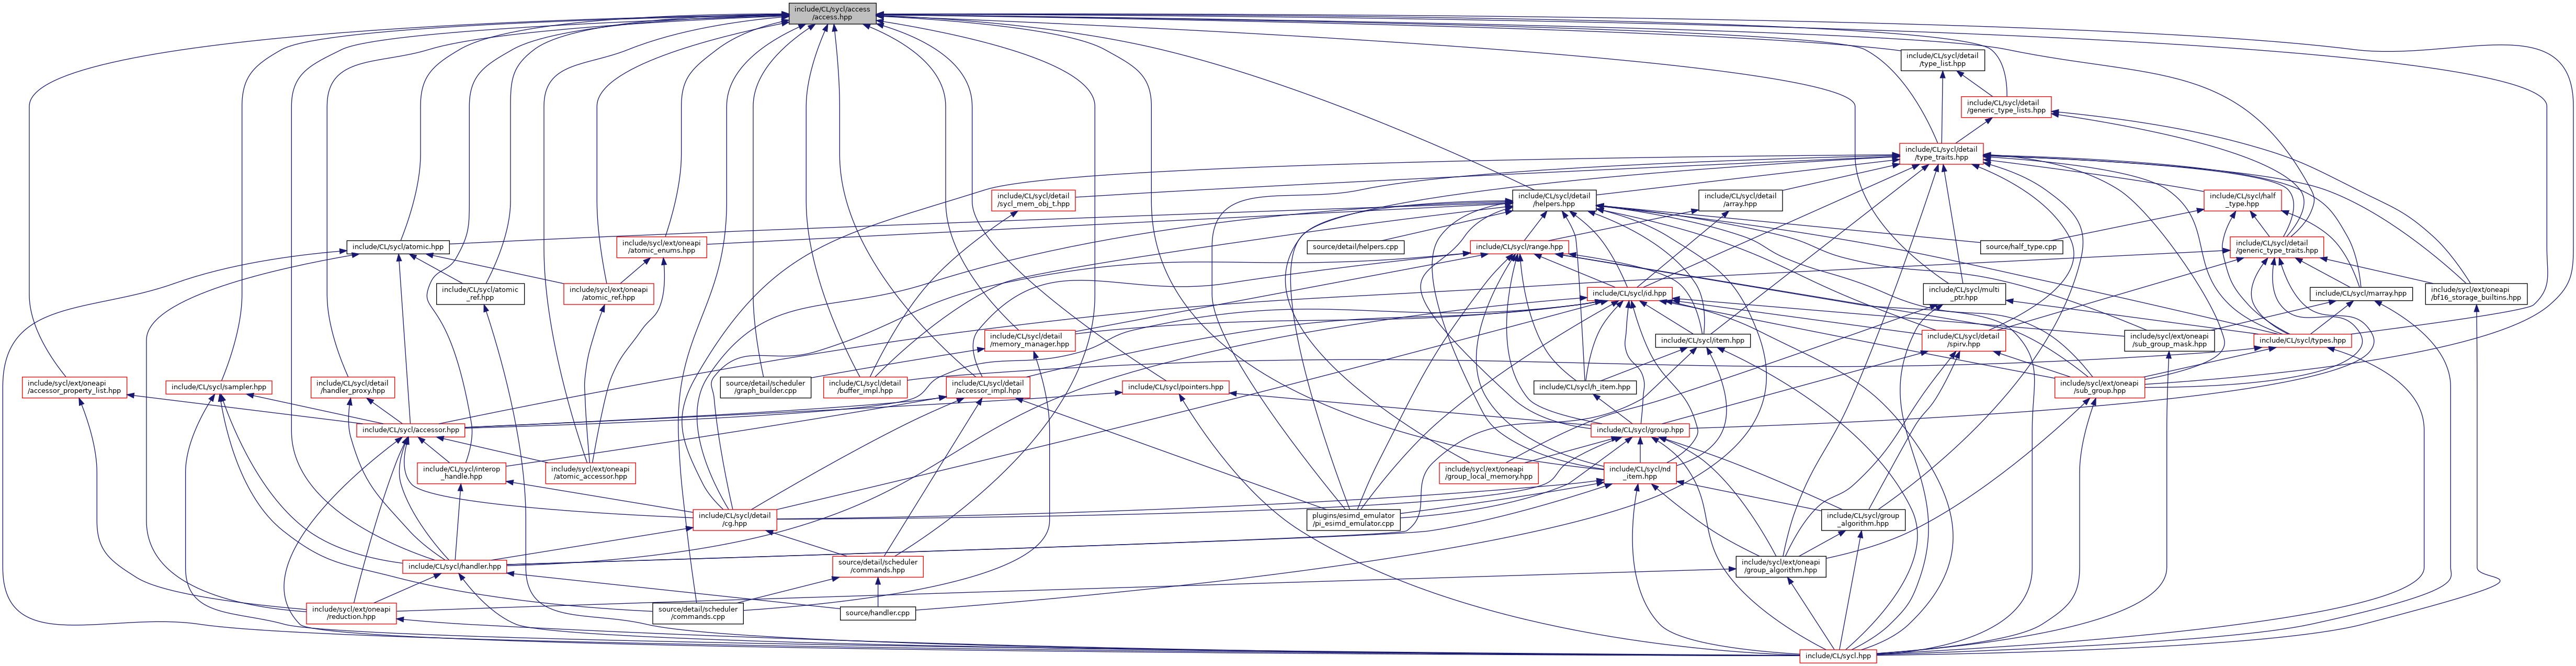 include/CL/sycl/access
/access.hpp
include/CL/sycl/detail
/type_list.hpp
include/CL/sycl/detail
/generic_type_lists.hpp
include/CL/sycl/detail
/type_traits.hpp
include/CL/sycl/detail
/sycl_mem_obj_t.hpp
include/CL/sycl/detail
/helpers.hpp
include/CL/sycl/detail
/array.hpp
include/CL/sycl/half
_type.hpp
include/CL/sycl/atomic.hpp
include/sycl/ext/oneapi
/atomic_enums.hpp
source/detail/helpers.cpp
include/CL/sycl/range.hpp
source/half_type.cpp
include/CL/sycl/detail
/generic_type_traits.hpp
include/CL/sycl/atomic
_ref.hpp
include/sycl/ext/oneapi
/atomic_ref.hpp
include/CL/sycl/id.hpp
include/CL/sycl/multi
_ptr.hpp
include/CL/sycl/marray.hpp
include/sycl/ext/oneapi
/bf16_storage_builtins.hpp
include/CL/sycl/detail
/memory_manager.hpp
include/CL/sycl/item.hpp
include/CL/sycl/detail
/spirv.hpp
include/sycl/ext/oneapi
/sub_group_mask.hpp
include/CL/sycl/types.hpp
include/sycl/ext/oneapi
/accessor_property_list.hpp
include/CL/sycl/sampler.hpp
include/CL/sycl/detail
/handler_proxy.hpp
source/detail/scheduler
/graph_builder.cpp
include/CL/sycl/detail
/buffer_impl.hpp
include/CL/sycl/detail
/accessor_impl.hpp
include/CL/sycl/pointers.hpp
include/CL/sycl/h_item.hpp
include/sycl/ext/oneapi
/sub_group.hpp
include/CL/sycl/accessor.hpp
include/CL/sycl/group.hpp
include/CL/sycl/interop
_handle.hpp
include/sycl/ext/oneapi
/atomic_accessor.hpp
include/sycl/ext/oneapi
/group_local_memory.hpp
include/CL/sycl/nd
_item.hpp
include/CL/sycl/detail
/cg.hpp
plugins/esimd_emulator
/pi_esimd_emulator.cpp
include/CL/sycl/group
_algorithm.hpp
include/CL/sycl/handler.hpp
source/detail/scheduler
/commands.hpp
include/sycl/ext/oneapi
/group_algorithm.hpp
include/sycl/ext/oneapi
/reduction.hpp
source/detail/scheduler
/commands.cpp
source/handler.cpp
include/CL/sycl.hpp